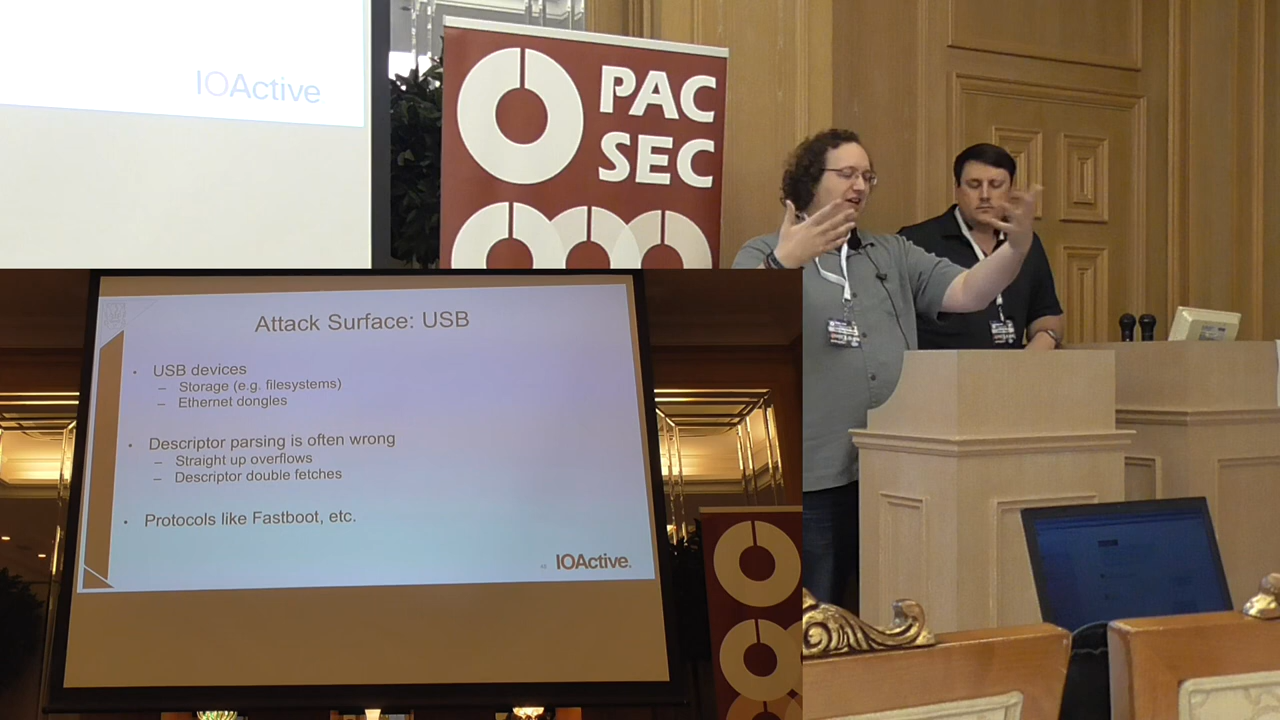 IOActive.
PAC
SEC
Attack Surface: USB
• USB devices
– Storage (e.g. filesystems)
– Ethernet dongles
• Descriptor parsing is often wrong
– Straight up overflows
– Descriptor double fetches
• Protocols like Fastboot, etc.
IOActive.